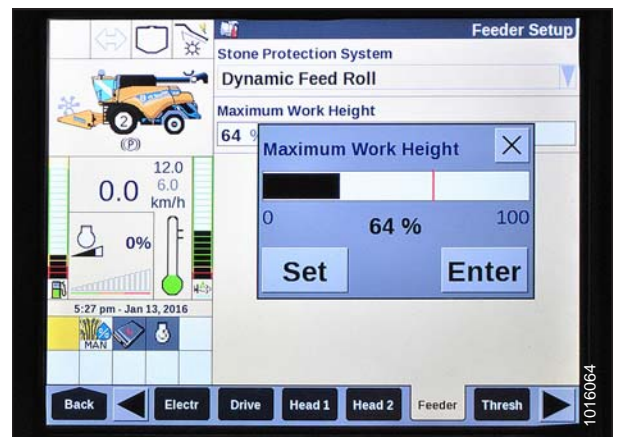 Feeder Setup
Stone Protection System
Dynamic Feed Roll
Maximum Work Height
64 %
Maximum Work Height
0
64 %
100
Set
Enter
2
(P)
0.0
12.0
6.0
km/h
0%
5:27 pm - Jan 13, 2016
MAN
Back
Electr
Drive
Head 1
Head 2
Feeder
Thresh
1016064